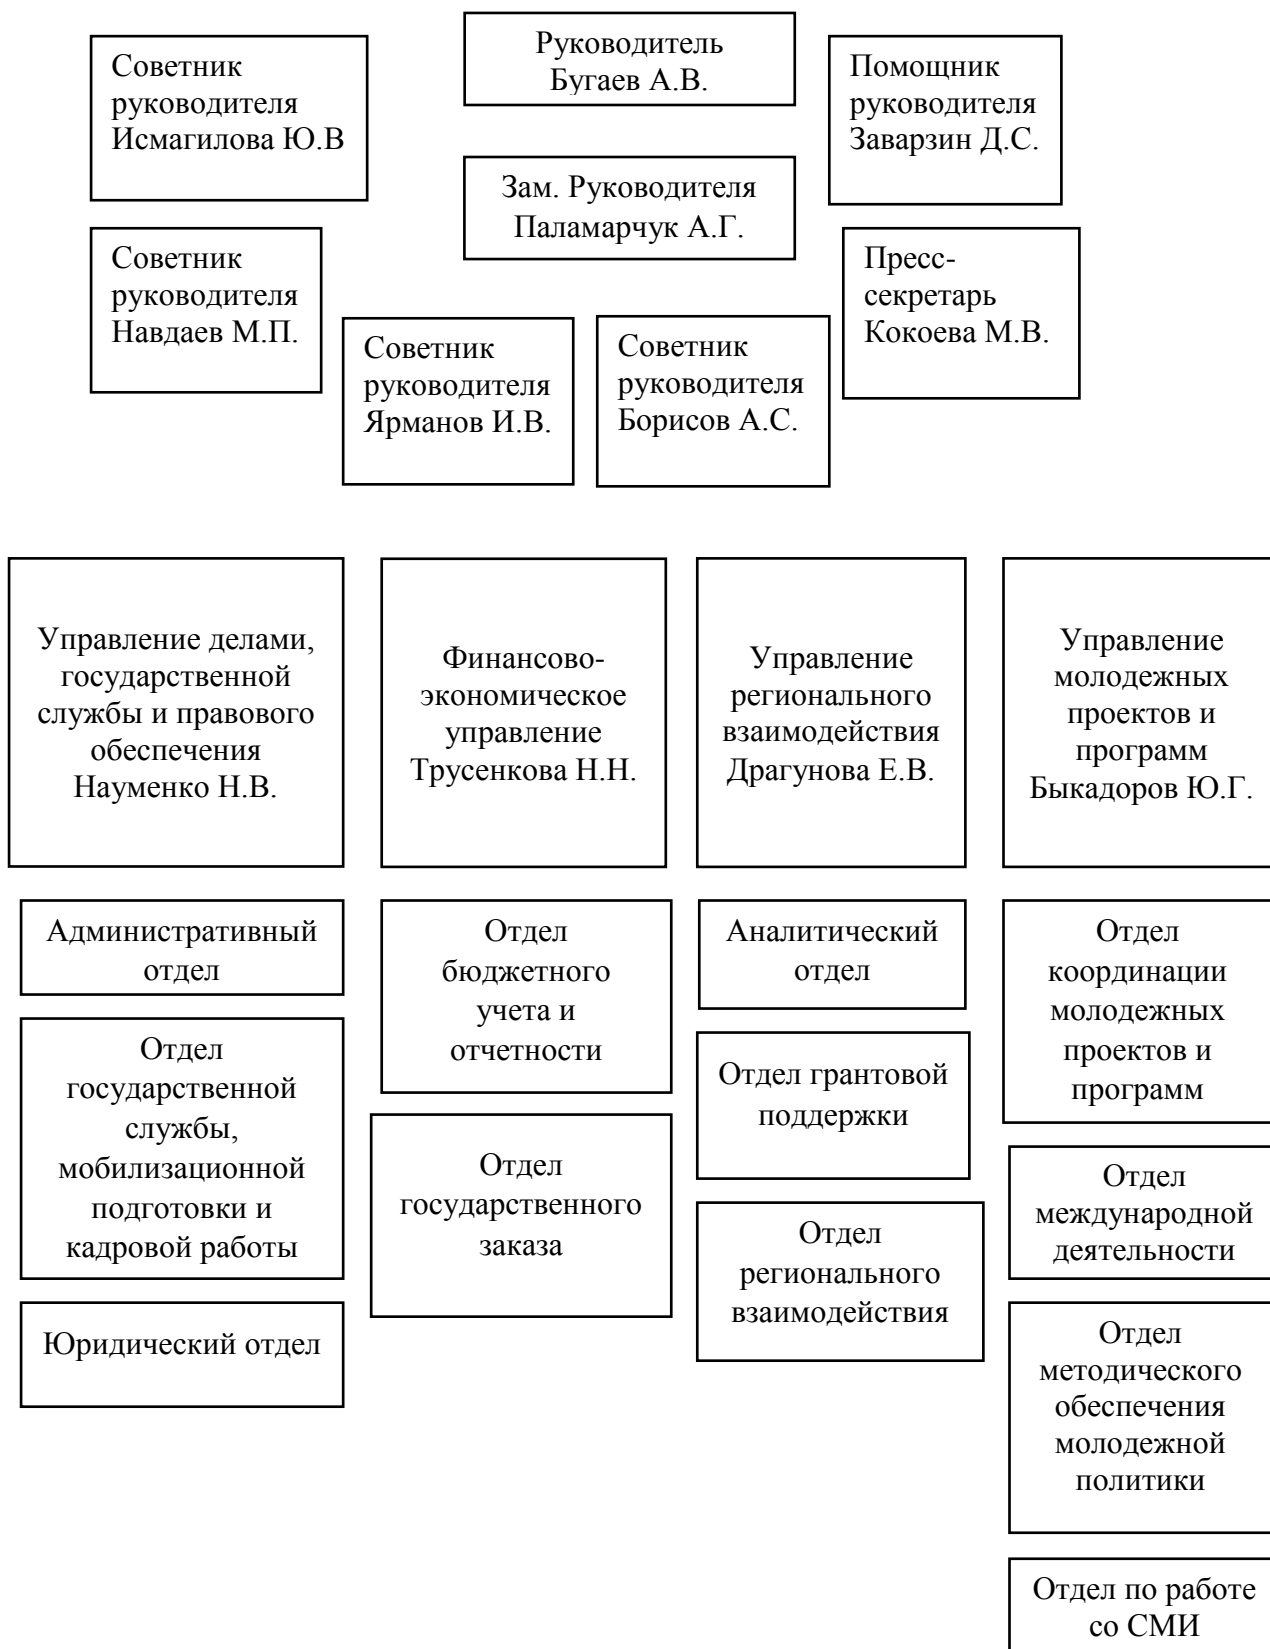 Руководитель
Бугаев А.В.
Советник
руководителя
Исмагилова Ю.В
Помощник
руководителя
Заварзин Д.С.
Зам. Руководителя
Паламарчук А.Г.
Советник
руководителя
Навдаев М.П.
Пресс-
секретарь
Кокоева М.В.
Советник
руководителя
Ярманов И.В.
Советник
руководителя
Борисов А.С.
Управление делами,
государственной
службы и правового
обеспечения
Науменко Н.В.
Финансово-
экономическое
управление
Трусенкова Н.Н.
Управление
регионального
взаимодействия
Драгунова Е.В.
Управление
молодежных
проектов и
программ
Быкадоров Ю.Г.
Административный
отдел
Отдел
государственной
службы,
мобилизационной
подготовки и
кадровой работы
Юридический отдел
Отдел
бюджетного
учета и
отчетности
Отдел
государственного
заказа
Аналитический
отдел
Отдел грантовой
поддержки
Отдел
регионального
взаимодействия
Отдел
координации
молодежных
проектов и
программ
Отдел
международной
деятельности
Отдел
методического
обеспечения
молодежной
политики
Отдел по работе
со СМИ